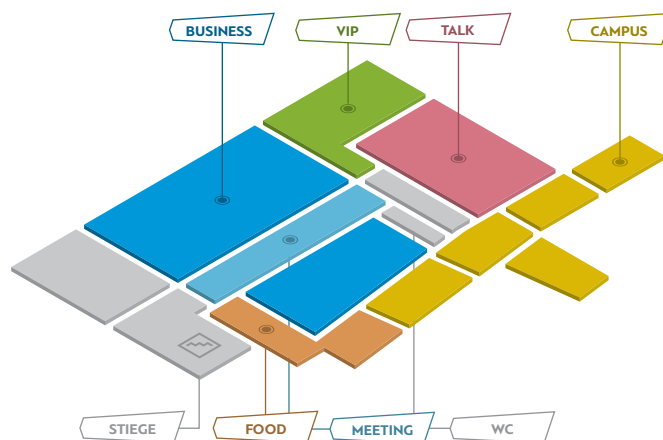 BUSINESS
VIP
TALK
CAMPUS
STIEGE
FOOD
MEETING
WC